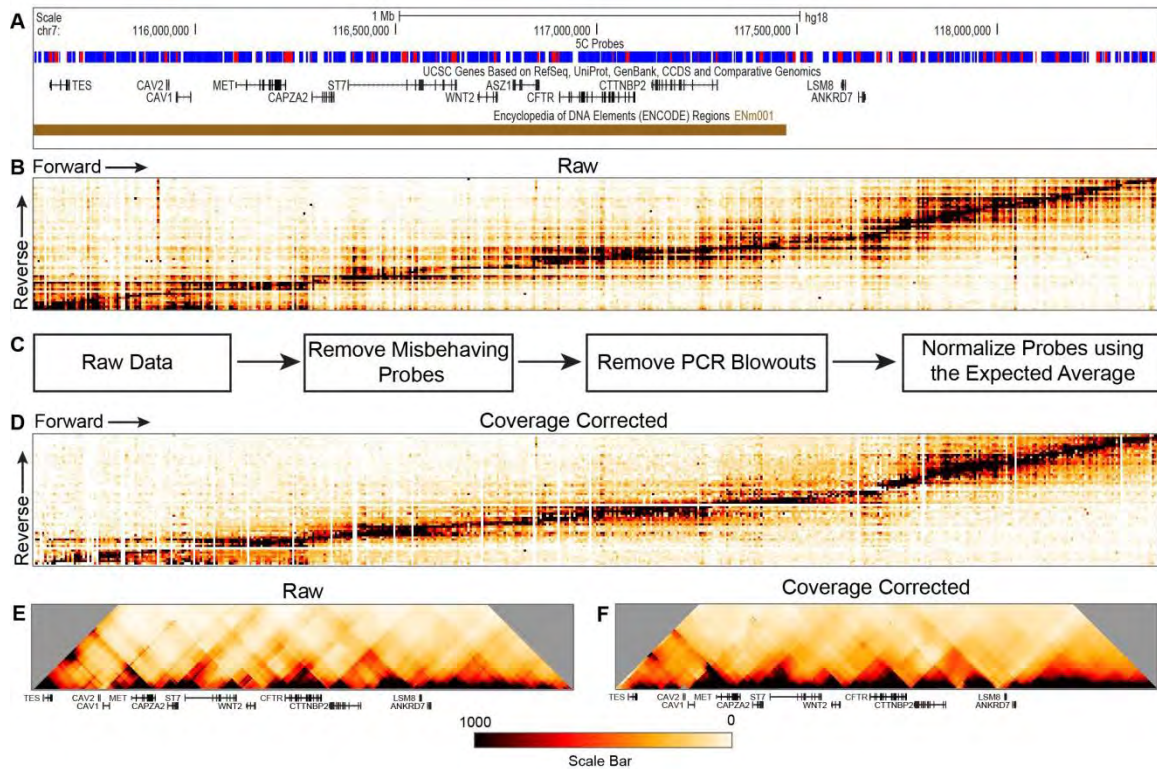 A
Scale
1 Mb
hg18
chr7:
116,000,000
116,500,000
117,000,000
117,500,000
118,000,000
5C Probes
UCSC Genes Based on RefSeq, UniProt, GenBank, CCDS and Comparative Genomics
TES CAV2 MET ST7 ASZ1 CTTNBP2 LSM8
CAV1 CAPZA2 WNT2 CFTR ANKRD7
Encyclopedia of DNA Elements (ENCODE) Regions ENm001
B Forward Raw
Reverse
C
Raw Data
Remove Misbehaving
Probes
Remove PCR Blowouts
Normalize Probes using
the Expected Average
D Forward Coverage Corrected
Reverse
E Raw
TES CAV2 MET ST7 CFTR LSM8
CAV1 CAPZA2 WNT2 CTTNBP2 ANKRD7
F Coverage Corrected
TES CAV2 MET ST7 CFTR LSM8
CAV1 CAPZA2 WNT2 CTTNBP2 ANKRD7
1000 0
Scale Bar